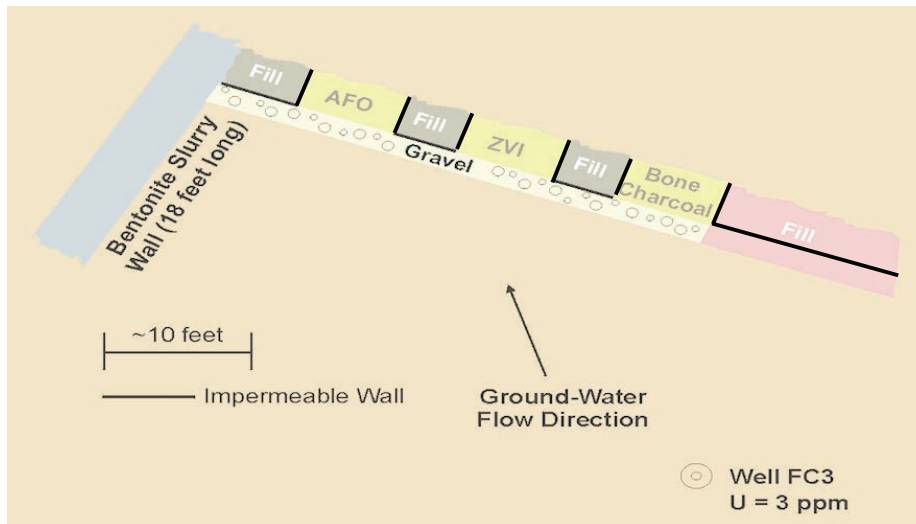 Fill
AFO
Fill
ZVI
Fill
Bone
Charcoal
Fill
Gravel
Bentonite Slurry
Wall (18 feet long)
~10 feet
Impermeable Wall
Ground-Water
Flow Direction
Well FC3
U = 3 ppm